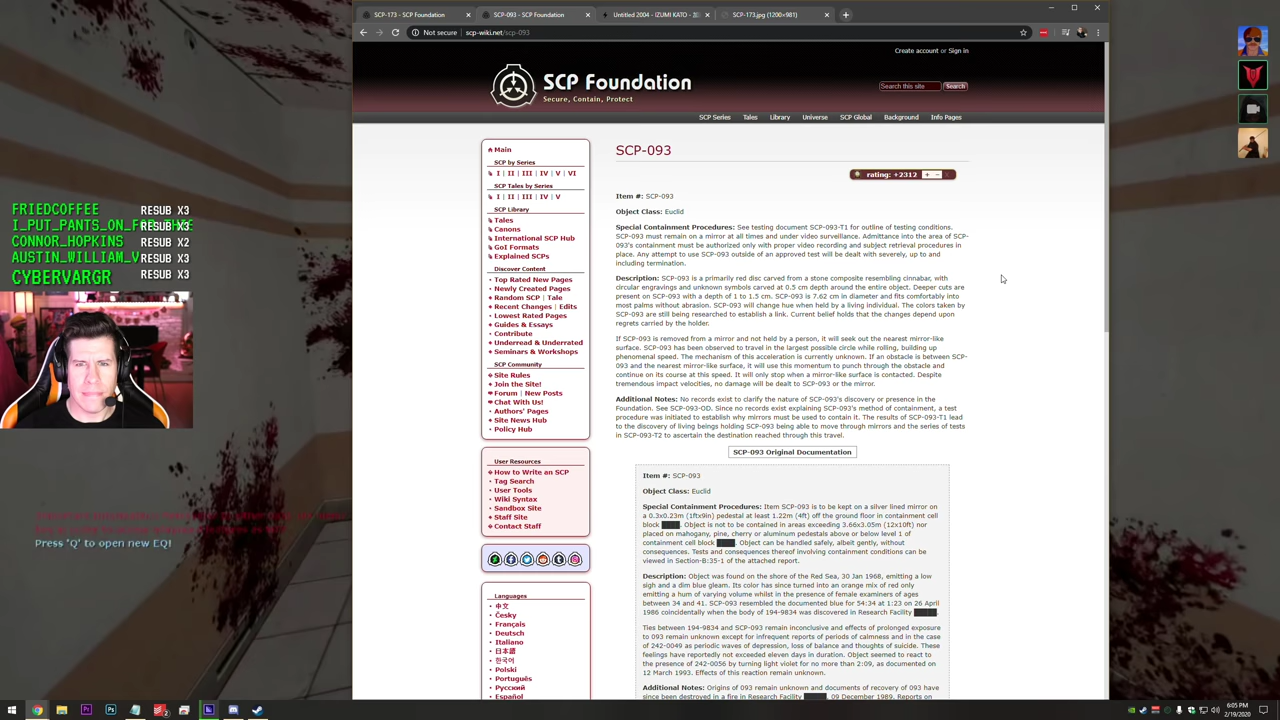 SCP-173 - SCP Foundation
SCP-093 - SCP Foundation
Untitled 2004 - IZUMI KATO -
SCP-173.jpg (1200×981)
Not secure | scp-wiki.net/scp-093
Create account or Sign in
SCP Foundation
Secure, Contain, Protect
Search this site
Search
SCP Series
Tales
Library
Universe
SCP Global
Background
Info Pages
Main
SCP by Series
I | II | III | IV | V | VI
SCP Tales by Series
I | II | III | IV | V
SCP Library
Tales
Canons
International SCP Hub
GoI Formats
Explained SCPs
Discover Content
Top Rated New Pages
Newly Created Pages
Random SCP | Tale
Recent Changes | Edits
Lowest Rated Pages
Guides & Essays
Contribute
Underread & Underrated
Seminars & Workshops
SCP Community
Site Rules
Join the Site!
Forum | New Posts
Chat With Us!
Authors' Pages
Site News Hub
Policy Hub
User Resources
How to Write an SCP
Tag Search
User Tools
Wiki Syntax
Sandbox Site
Staff Site
Contact Staff
Languages
中文
Česky
Français
Deutsch
Italiano
日本語
한국어
Polski
Português
Русский
Español
SCP-093
rating: +2312 + – x
Item #: SCP-093
Object Class: Euclid
Special Containment Procedures: See testing document SCP-093-T1 for outline of testing conditions.
SCP-093 must remain on a mirror at all times and under video surveillance. Admittance into the area of SCP-
093's containment must be authorized only with proper video recording and subject retrieval procedures in
place. Any attempt to use SCP-093 outside of an approved test will be dealt with severely, up to and
including termination.
Description: SCP-093 is a primarily red disc carved from a stone composite resembling cinnabar, with
circular engravings and unknown symbols carved at 0.5 cm depth around the entire object. Deeper cuts are
present on SCP-093 with a depth of 1 to 1.5 cm. SCP-093 is 7.62 cm in diameter and fits comfortably into
most palms without abrasion. SCP-093 will change hue when held by a living individual. The colors taken by
SCP-093 are still being researched to establish a link. Current belief holds that the changes depend upon
regrets carried by the holder.
If SCP-093 is removed from a mirror and not held by a person, it will seek out the nearest mirror-like
surface. SCP-093 has been observed to travel in the largest possible circle while rolling, building up
phenomenal speed. The mechanism of this acceleration is currently unknown. If an obstacle is between SCP-
093 and the nearest mirror-like surface, it will use this momentum to punch through the obstacle and
continue on its course at this speed. It will only stop when a mirror-like surface is contacted. Despite
tremendous impact velocities, no damage will be dealt to SCP-093 or the mirror.
Additional Notes: No records exist to clarify the nature of SCP-093's discovery or presence in the
Foundation. See SCP-093-OD. Since no records exist explaining SCP-093's method of containment, a test
procedure was initiated to establish why mirrors must be used to contain it. The results of SCP-093-T1 lead
to the discovery of living beings holding SCP-093 being able to move through mirrors and the series of tests
in SCP-093-T2 to ascertain the destination reached through this travel.
SCP-093 Original Documentation
Item #: SCP-093
Object Class: Euclid
Special Containment Procedures: Item SCP-093 is to be kept on a silver lined mirror on
a 0.3x0.23m (1ftx9in) pedestal at least 1.22m (4ft) off the ground floor in containment cell
block ████. Object is not to be contained in areas exceeding 3.66x3.05m (12x10ft) nor
placed on mahogany, pine, cherry or aluminum pedestals above or below level 1 of
containment cell block ████. Object can be handled safely, albeit gently, without
consequences. Tests and consequences thereof involving containment conditions can be
viewed in Section-B:35-1 of the attached report.
Description: Object was found on the shore of the Red Sea, 30 Jan 1968, emitting a low
sigh and a dim blue gleam. Its color has since turned into an orange mix of red only
emitting a hum of varying volume whilst in the presence of female examiners of ages
between 34 and 41. SCP-093 resembled the documented blue for 54:34 at 1:23 on 26 April
1986 coincidentally when the body of 194-9834 was discovered in Research Facility █████.
Ties between 194-9834 and SCP-093 remain inconclusive and effects of prolonged exposure
to 093 remain unknown except for infrequent reports of periods of calmness and in the case
of 242-0049 as periodic waves of depression, loss of balance and thoughts of suicide. These
feelings have reportedly not exceeded eleven days in duration. Object seemed to react to
the presence of 242-0056 by turning light violet for no more than 2:09, as documented on
12 March 1993. Effects of this reaction remain unknown.
Additional Notes: Origins of 093 remain unknown and documents of recovery of 093 have
since been destroyed in a fire in Research Facility █████, 09 December 1989. Reports on
FRIEDCOFFEE RESUB X3
I_PUT_PANTS_ON_F RESUB X3
CONNOR_HOPKINS RESUB X2
AUSTIN_WILLIAM_V RESUB X3
CYBERVARGR RESUB X3
Press 'Q' to open new EQ!
6:05 PM
2/19/2020